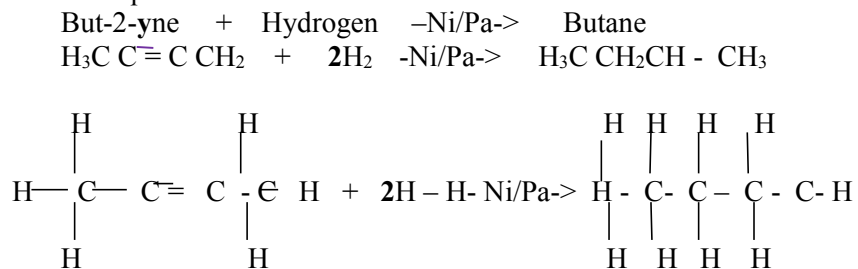 But-2-yne + Hydrogen –Ni/Pa-> Butane
H₃C C = C CH₂ + 2H₂ -Ni/Pa-> H₃C CH₂CH - CH₃
H H H H H H
H C C = C - C H + 2H – H- Ni/Pa-> H - C- C – C - C- H
H H H H H H